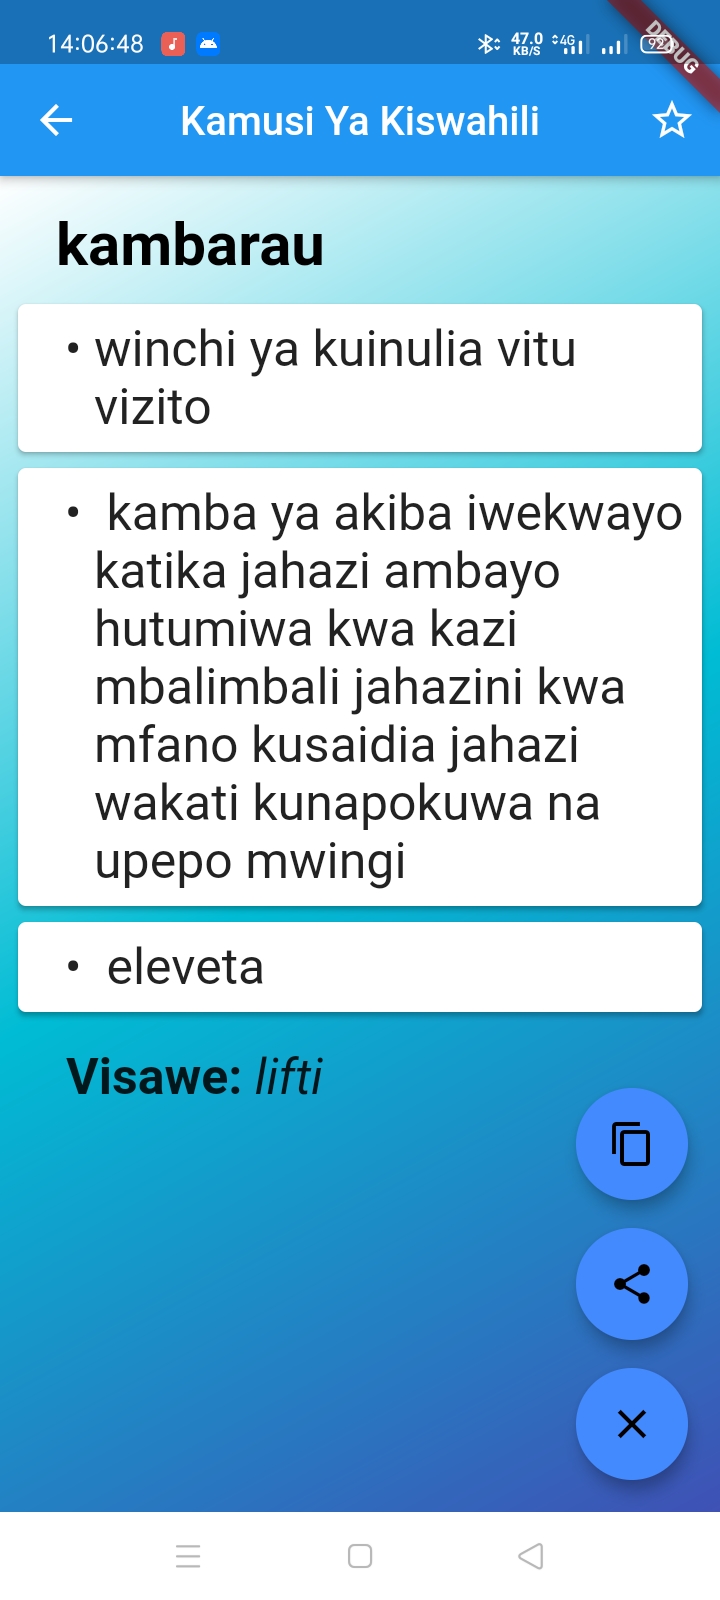 14:06:48 47.0 KB/S 4G 92
DEBUG
Kamusi Ya Kiswahili
kambarau
• winchi ya kuinulia vitu
vizito
• kamba ya akiba iwekwayo
katika jahazi ambayo
hutumiwa kwa kazi
mbalimbali jahazini kwa
mfano kusaidia jahazi
wakati kunapokuwa na
upepo mwingi
• eleveta
Visawe: lifti